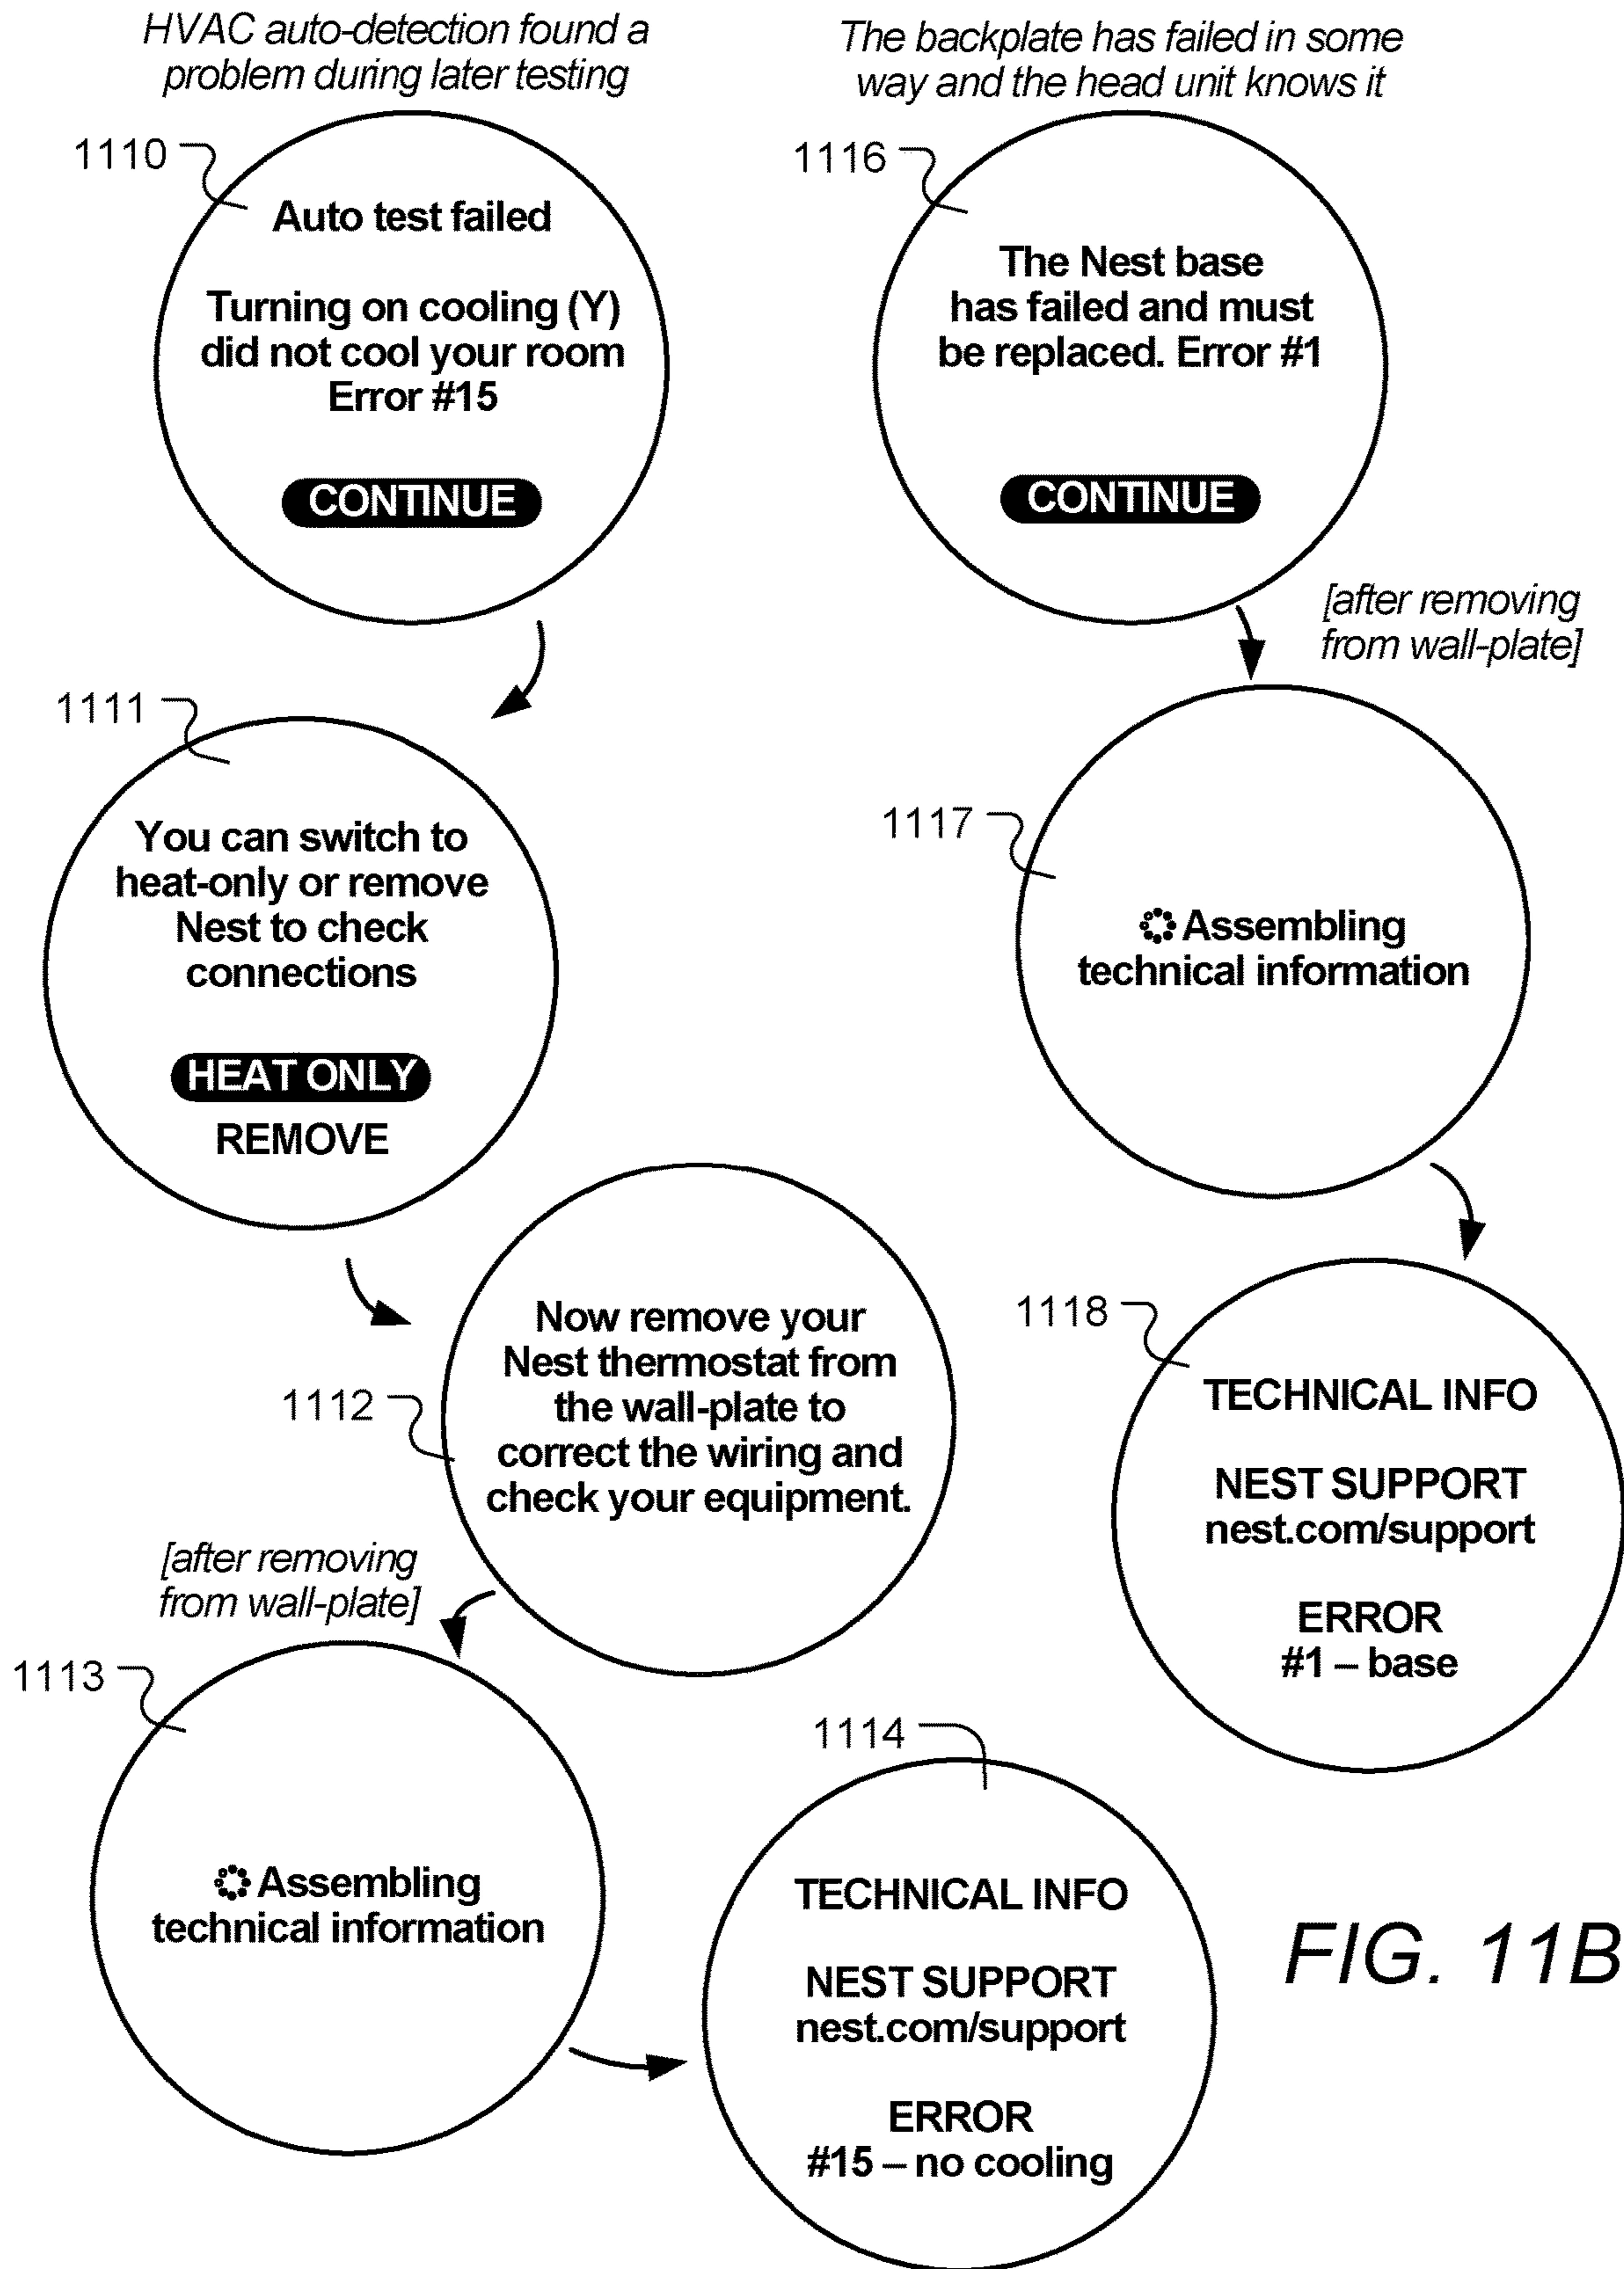 HVAC auto-detection found a
problem during later testing
1110
Auto test failed
Turning on cooling (Y)
did not cool your room
Error #15
CONTINUE
1111
You can switch to
heat-only or remove
Nest to check
connections
HEAT ONLY
REMOVE
1112
Now remove your
Nest thermostat from
the wall-plate to
correct the wiring and
check your equipment.
[after removing
from wall-plate]
1113
Assembling
technical information
1114
TECHNICAL INFO
NEST SUPPORT
nest.com/support
ERROR
#15 – no cooling
The backplate has failed in some
way and the head unit knows it
1116
The Nest base
has failed and must
be replaced. Error #1
CONTINUE
[after removing
from wall-plate]
1117
Assembling
technical information
1118
TECHNICAL INFO
NEST SUPPORT
nest.com/support
ERROR
#1 – base
FIG. 11B